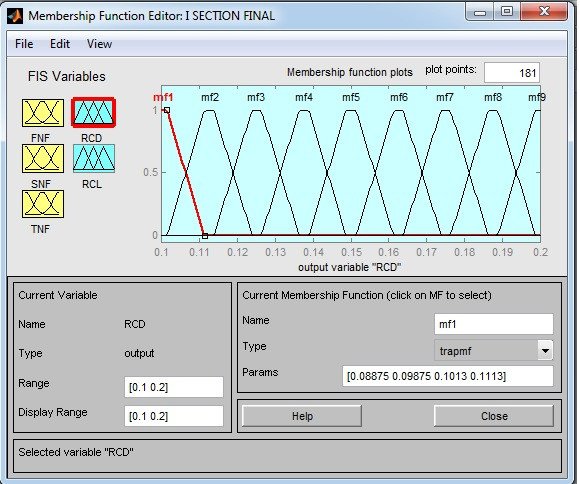 Membership Function Editor: I SECTION FINAL
File Edit View
FIS Variables
FNF RCD
SNF RCL
TNF
Membership function plots plot points: 181
mf1 mf2 mf3 mf4 mf5 mf6 mf7 mf8 mf9
1
0.5
0
0.1 0.11 0.12 0.13 0.14 0.15 0.16 0.17 0.18 0.19 0.2
output variable "RCD"
Current Variable
Name RCD
Type output
Range [0.1 0.2]
Display Range [0.1 0.2]
Current Membership Function (click on MF to select)
Name mf1
Type trapmf
Params [0.08875 0.09875 0.1013 0.1113]
Help Close
Selected variable "RCD"